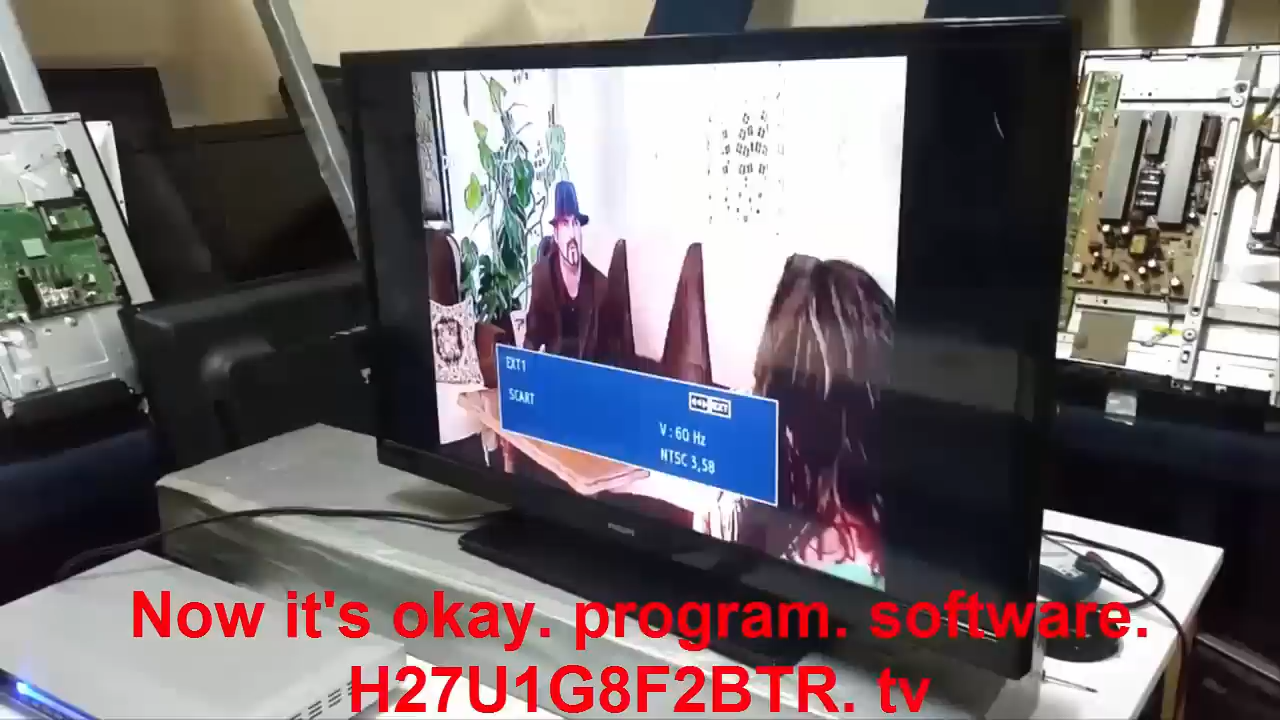 EXT1
SCART
EXT
V : 60 Hz
NTSC 3,58
Now it's okay. program. software.
H27U1G8F2BTR. tv